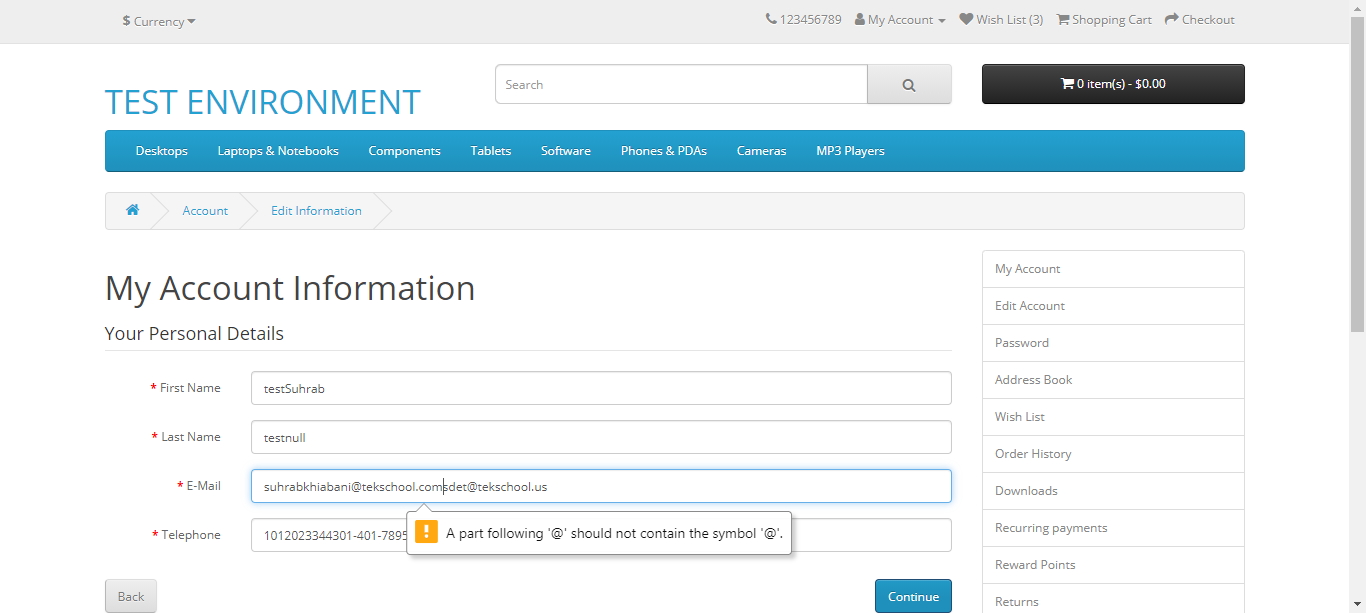 $ Currency
123456789 My Account Wish List (3) Shopping Cart Checkout
TEST ENVIRONMENT
Search
0 item(s) - $0.00
Desktops Laptops & Notebooks Components Tablets Software Phones & PDAs Cameras MP3 Players
Account Edit Information
My Account Information
Your Personal Details
* First Name testSuhrab
* Last Name testnull
* E-Mail suhrabkhiabani@tekschool.comsdet@tekschool.us
* Telephone 1012023344301-401-7895
! A part following '@' should not contain the symbol '@'.
Back Continue
My Account
Edit Account
Password
Address Book
Wish List
Order History
Downloads
Recurring payments
Reward Points
Returns